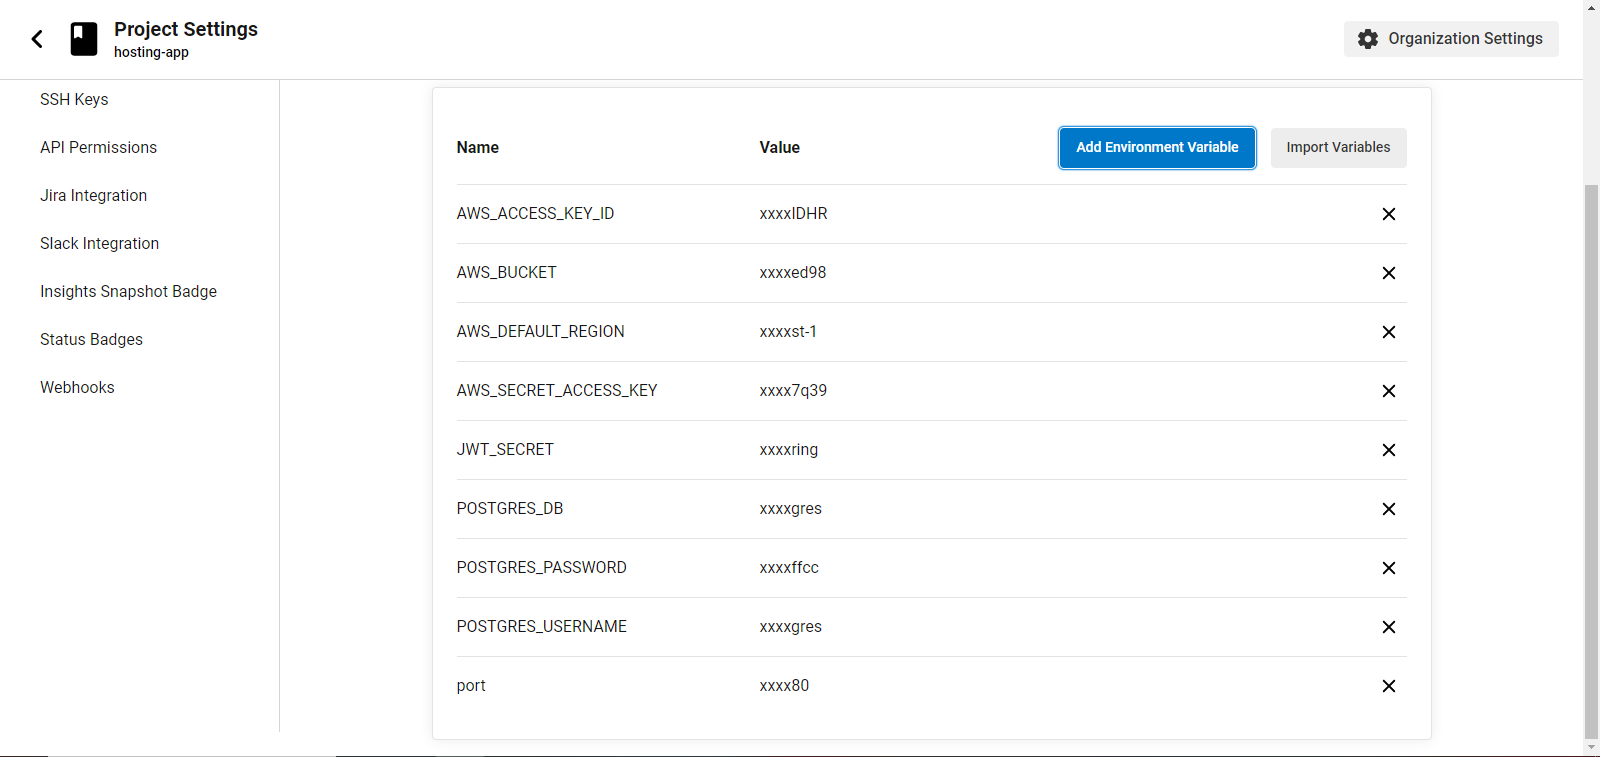 Project Settings
hosting-app
Organization Settings
SSH Keys
API Permissions
Jira Integration
Slack Integration
Insights Snapshot Badge
Status Badges
Webhooks
Name Value Add Environment Variable Import Variables
AWS_ACCESS_KEY_ID xxxxIDHR
AWS_BUCKET xxxxed98
AWS_DEFAULT_REGION xxxxst-1
AWS_SECRET_ACCESS_KEY xxxx7q39
JWT_SECRET xxxxring
POSTGRES_DB xxxxgres
POSTGRES_PASSWORD xxxxffcc
POSTGRES_USERNAME xxxxgres
port xxxx80